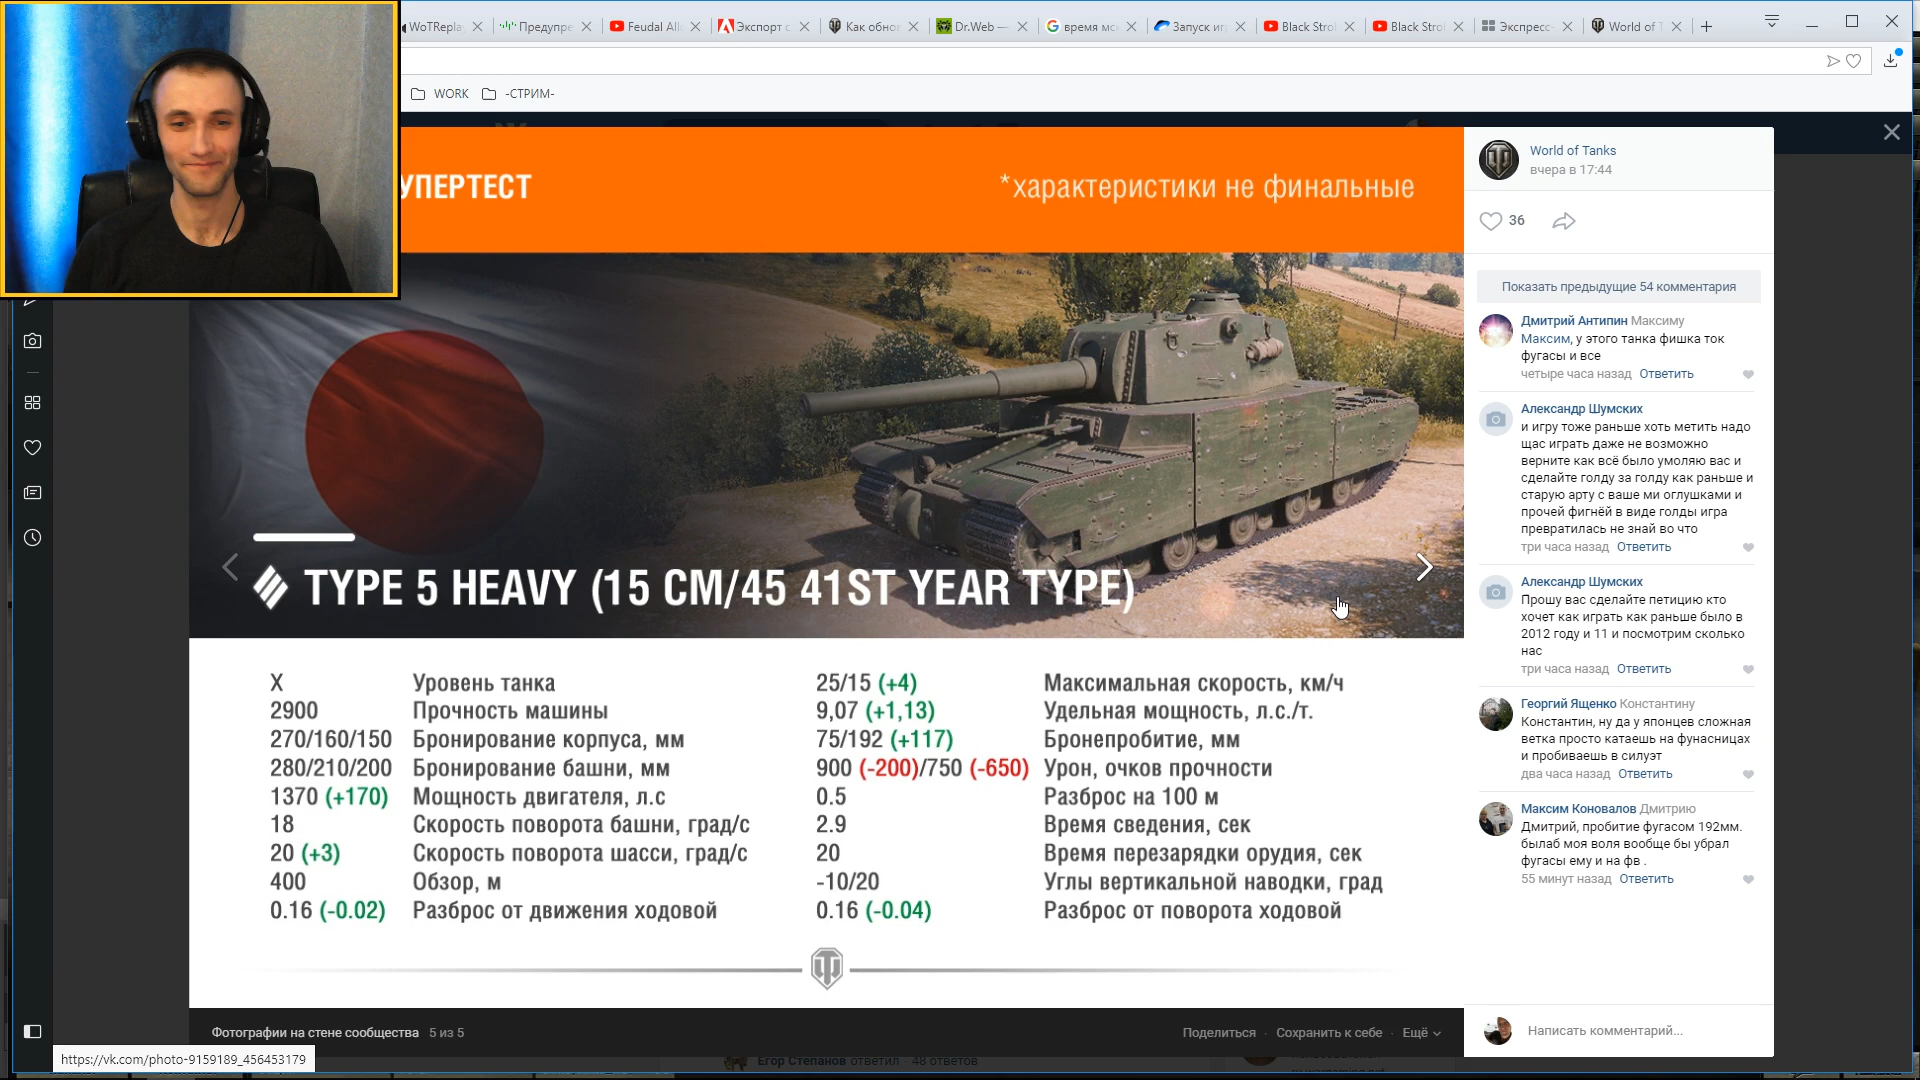 WoTRepla
Предупре
Feudal Alli
Экспорт с
Как обнов
Dr.Web —
время мс
Запуск иг
Black Stro
Black Stro
Экспресс-
World of T
WORK
-СТРИМ-
УПЕРТЕСТ
*характеристики не финальные
TYPE 5 HEAVY (15 CM/45 41ST YEAR TYPE)
X Уровень танка
2900 Прочность машины
270/160/150 Бронирование корпуса, мм
280/210/200 Бронирование башни, мм
1370 (+170) Мощность двигателя, л.с
18 Скорость поворота башни, град/с
20 (+3) Скорость поворота шасси, град/с
400 Обзор, м
0.16 (-0.02) Разброс от движения ходовой
25/15 (+4) Максимальная скорость, км/ч
9,07 (+1,13) Удельная мощность, л.с./т.
75/192 (+117) Бронепробитие, мм
900 (-200)/750 (-650) Урон, очков прочности
0.5 Разброс на 100 м
2.9 Время сведения, сек
20 Время перезарядки орудия, сек
-10/20 Углы вертикальной наводки, град
0.16 (-0.04) Разброс от поворота ходовой
Фотографии на стене сообщества 5 из 5
Поделиться · Сохранить к себе · Ещё
https://vk.com/photo-9159189_456453179
Егор Степанов ответил · 48 ответов
World of Tanks
вчера в 17:44
36
Показать предыдущие 54 комментария
Дмитрий Антипин Максиму
Максим, у этого танка фишка ток
фугасы и все
четыре часа назад Ответить
Александр Шумских
и игру тоже раньше хоть метить надо
щас играть даже не возможно
верните как всё было умоляю вас и
сделайте голду за голду как раньше и
старую арту с ваше ми оглушками и
прочей фигнёй в виде голды игра
превратилась не знай во что
три часа назад Ответить
Александр Шумских
Прошу вас сделайте петицию кто
хочет как играть как раньше было в
2012 году и 11 и посмотрим сколько
нас
три часа назад Ответить
Георгий Ященко Константину
Константин, ну да у японцев сложная
ветка просто катаешь на фунасницах
и пробиваешь в силуэт
два часа назад Ответить
Максим Коновалов Дмитрию
Дмитрий, пробитие фугасом 192мм.
былаб моя воля вообще бы убрал
фугасы ему и на фв .
55 минут назад Ответить
Написать комментарий...